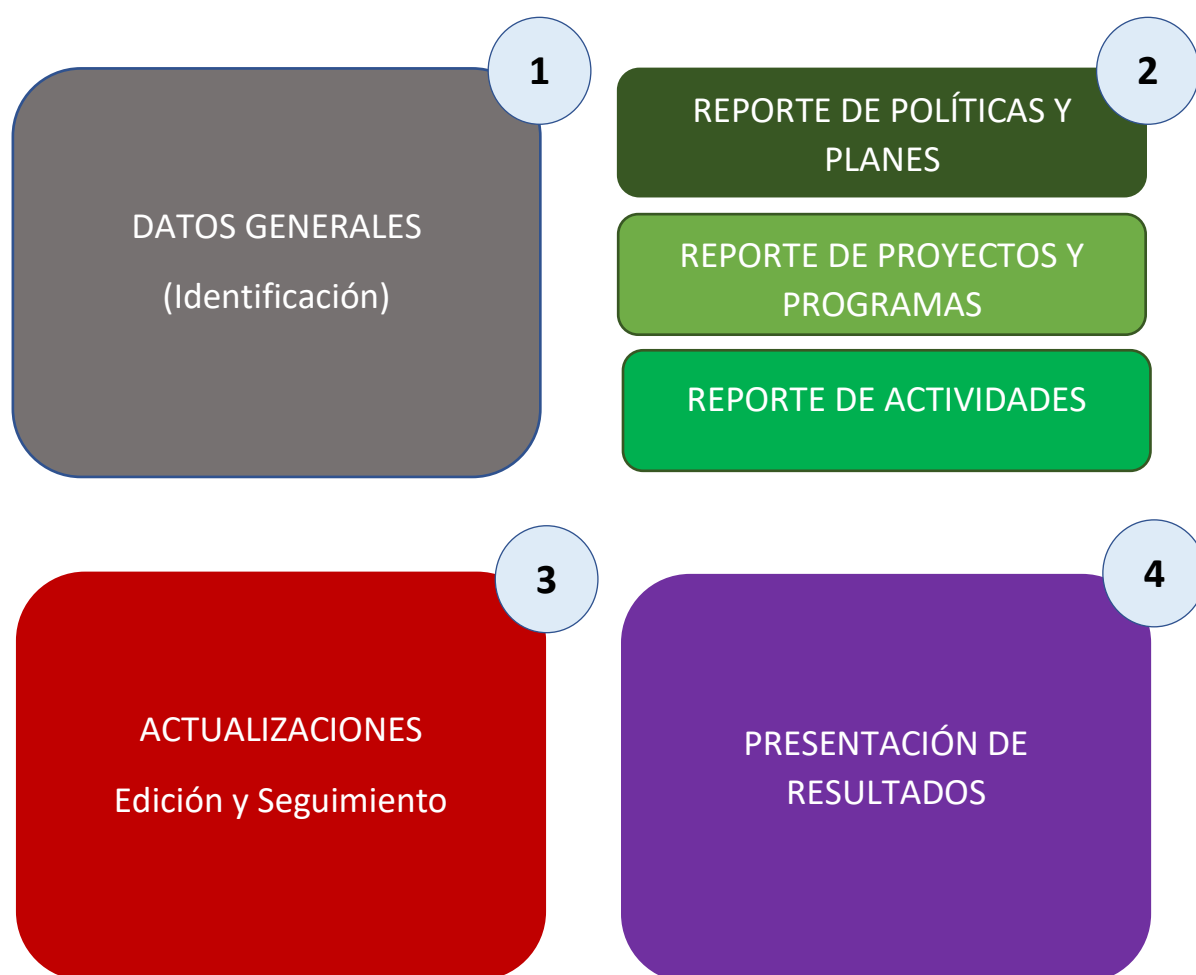 1
DATOS GENERALES
(Identificación)
2
REPORTE DE POLÍTICAS Y
PLANES
REPORTE DE PROYECTOS Y
PROGRAMAS
REPORTE DE ACTIVIDADES
3
ACTUALIZACIONES
Edición y Seguimiento
4
PRESENTACIÓN DE
RESULTADOS